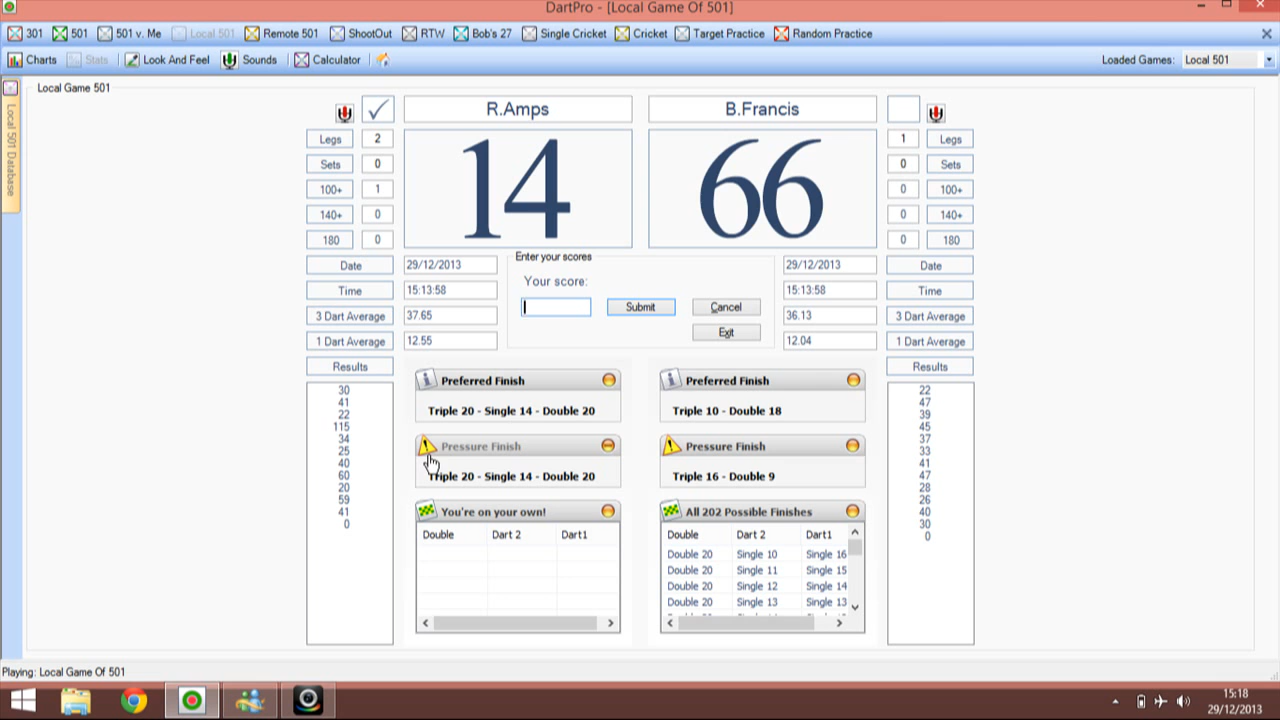 DartPro - [Local Game Of 501]
301 501 501 v. Me Local 501 Remote 501 ShootOut RTW Bob's 27 Single Cricket Cricket Target Practice Random Practice
Charts Stats Look And Feel Sounds Calculator Loaded Games: Local 501
Local Game 501
Local 501 Database
R.Amps B.Francis
Legs 2 14 66 1 Legs
Sets 0 0 Sets
100+ 1 0 100+
140+ 0 0 140+
180 0 0 180
Date 29/12/2013 Enter your scores 29/12/2013 Date
Your score:
Time 15:13:58 15:13:58 Time
Submit Cancel
3 Dart Average 37.65 36.13 3 Dart Average
Exit
1 Dart Average 12.55 12.04 1 Dart Average
Results Results
30
41
22
115
34
25
40
60
20
59
41
0
Preferred Finish
Triple 20 - Single 14 - Double 20
Pressure Finish
Triple 20 - Single 14 - Double 20
You're on your own!
Double Dart 2 Dart1
Preferred Finish
Triple 10 - Double 18
Pressure Finish
Triple 16 - Double 9
All 202 Possible Finishes
Double Dart 2 Dart1
Double 20 Single 10 Single 16
Double 20 Single 11 Single 15
Double 20 Single 12 Single 14
Double 20 Single 13 Single 13
22
47
39
45
37
33
41
47
28
26
40
30
0
Playing: Local Game Of 501
15:18
29/12/2013